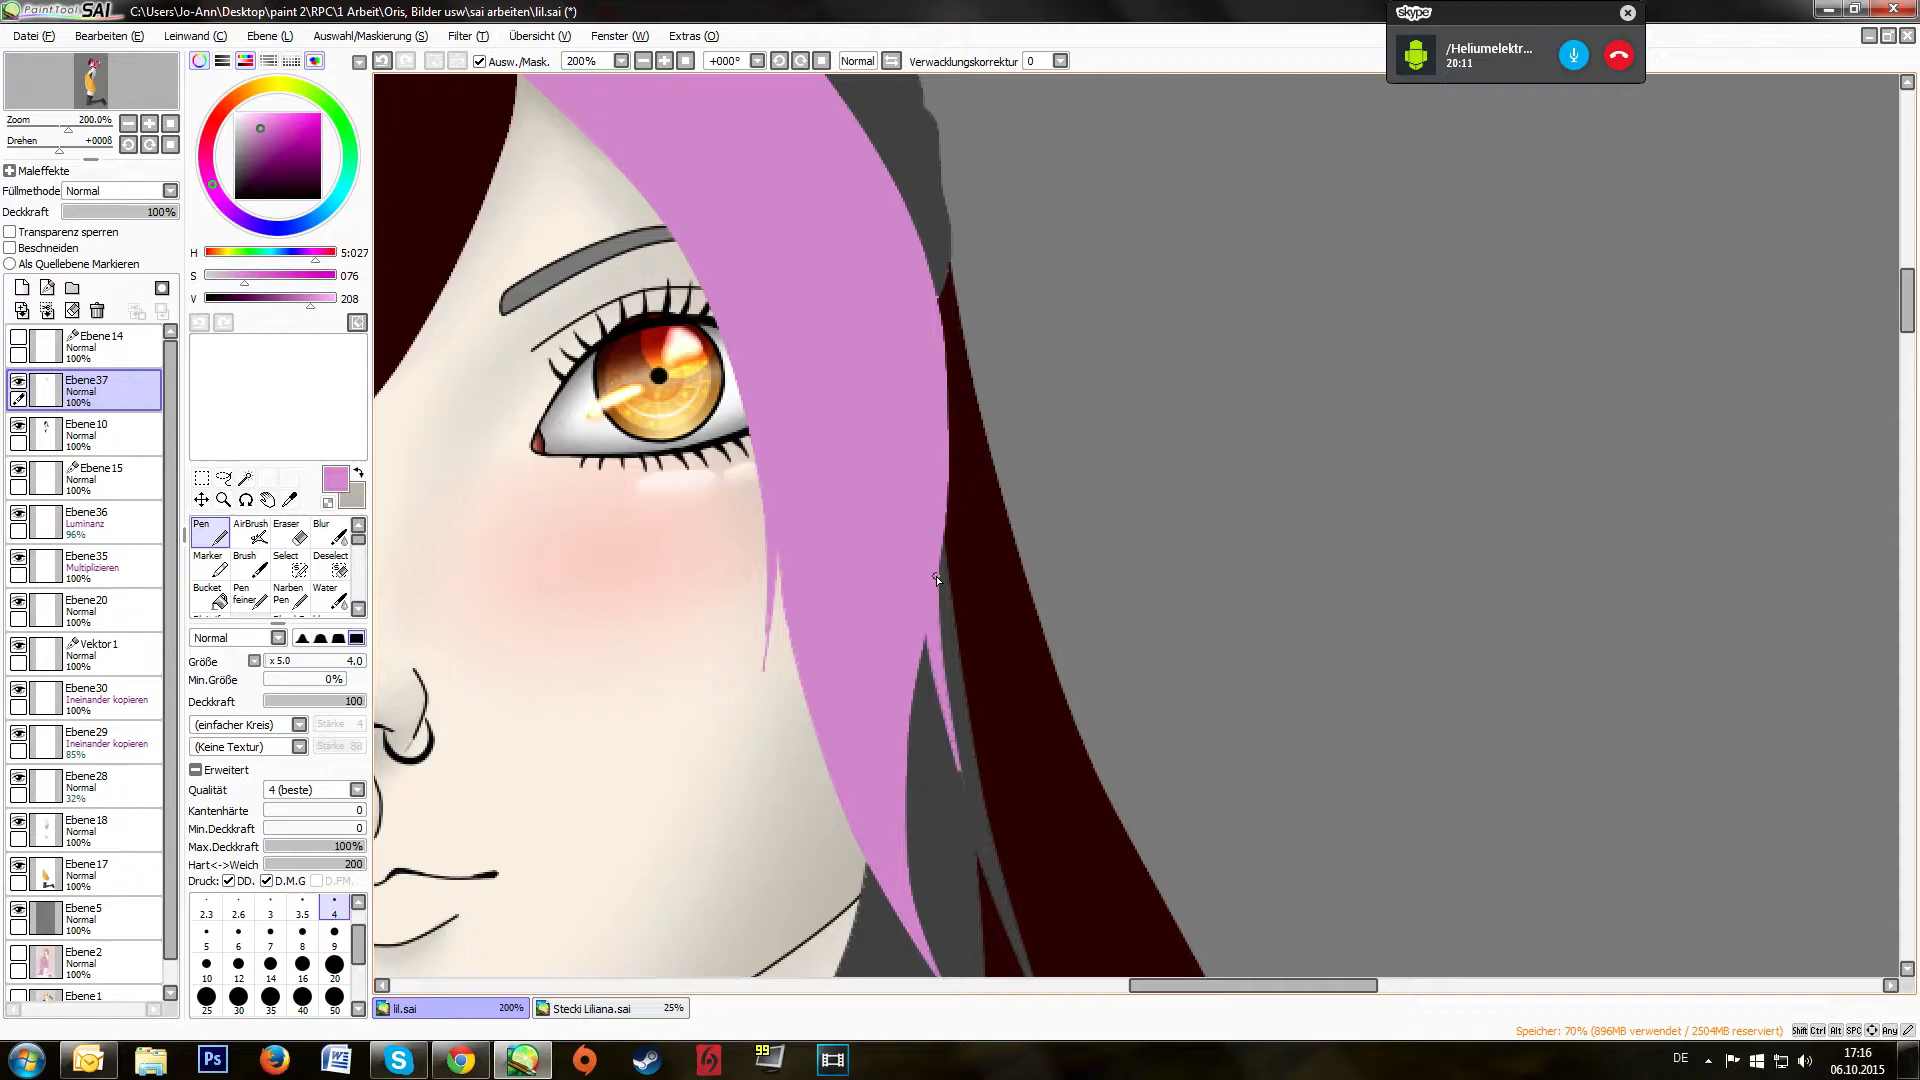 PaintTool SAI C:\Users\Jo-Ann\Desktop\paint 2\RPC\1 Arbeit\Oris, Bilder usw\sai arbeiten\lil.sai (*)
skype
/Heliumelektr...
20:11
Datei (F) Bearbeiten (E) Leinwand (C) Ebene (L) Auswahl/Maskierung (S) Filter (T) Übersicht (V) Fenster (W) Extras (O)
Ausw./Mask. 200% +000° Normal Verwacklungskorrektur 0
Zoom 200.0%
Drehen +000ß
Maleffekte
Füllmethode Normal
Deckkraft 100%
Transparenz sperren
Beschneiden
Als Quellebene Markieren
Ebene14
Normal
100%
Ebene37
Normal
100%
Ebene10
Normal
100%
Ebene15
Normal
100%
Ebene36
Luminanz
96%
Ebene35
Multiplizieren
100%
Ebene20
Normal
100%
Vektor1
Normal
100%
Ebene30
Ineinander kopieren
100%
Ebene29
Ineinander kopieren
85%
Ebene28
Normal
32%
Ebene18
Normal
100%
Ebene17
Normal
100%
Ebene5
Normal
100%
Ebene2
Normal
100%
Ebene1
H 5:027
S 076
V 208
Pen AirBrush Eraser Blur
Marker Brush Select Deselect
Bucket Pen feiner Narben Pen Water
Normal
Größe x 5.0 4.0
Min.Größe 0%
Deckkraft 100
(einfacher Kreis) Stärke 4
(Keine Textur) Stärke 88
Erweitert
Qualität 4 (beste)
Kantenhärte 0
Min.Deckkraft 0
Max.Deckkraft 100%
Hart<->Weich 200
Druck: DD. D.M.G D.FM.
2.3 2.6 3 3.5 4
5 6 7 8 9
10 12 14 16 20
25 30 35 40 50
lil.sai 200% Stecki Liliana.sai 25%
Speicher: 70% (896MB verwendet / 2504MB reserviert) Shift Ctrl Alt SPC Any
Ps
99
DE
17:16
06.10.2015